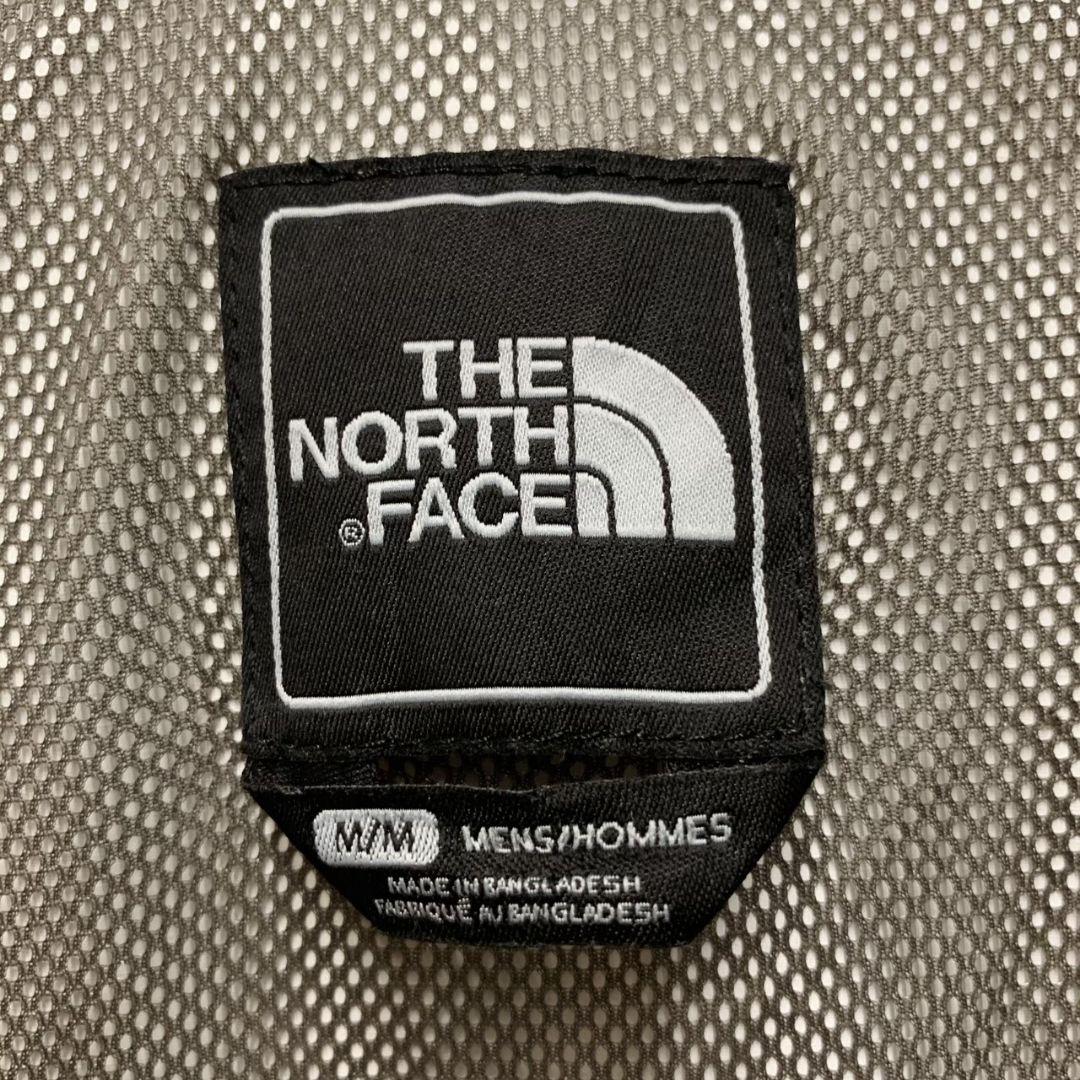 THE
NORTH
® FACE
M/M MENS/HOMMES
MADE IN BANGLADESH
FABRIQUÉ AU BANGLADESH